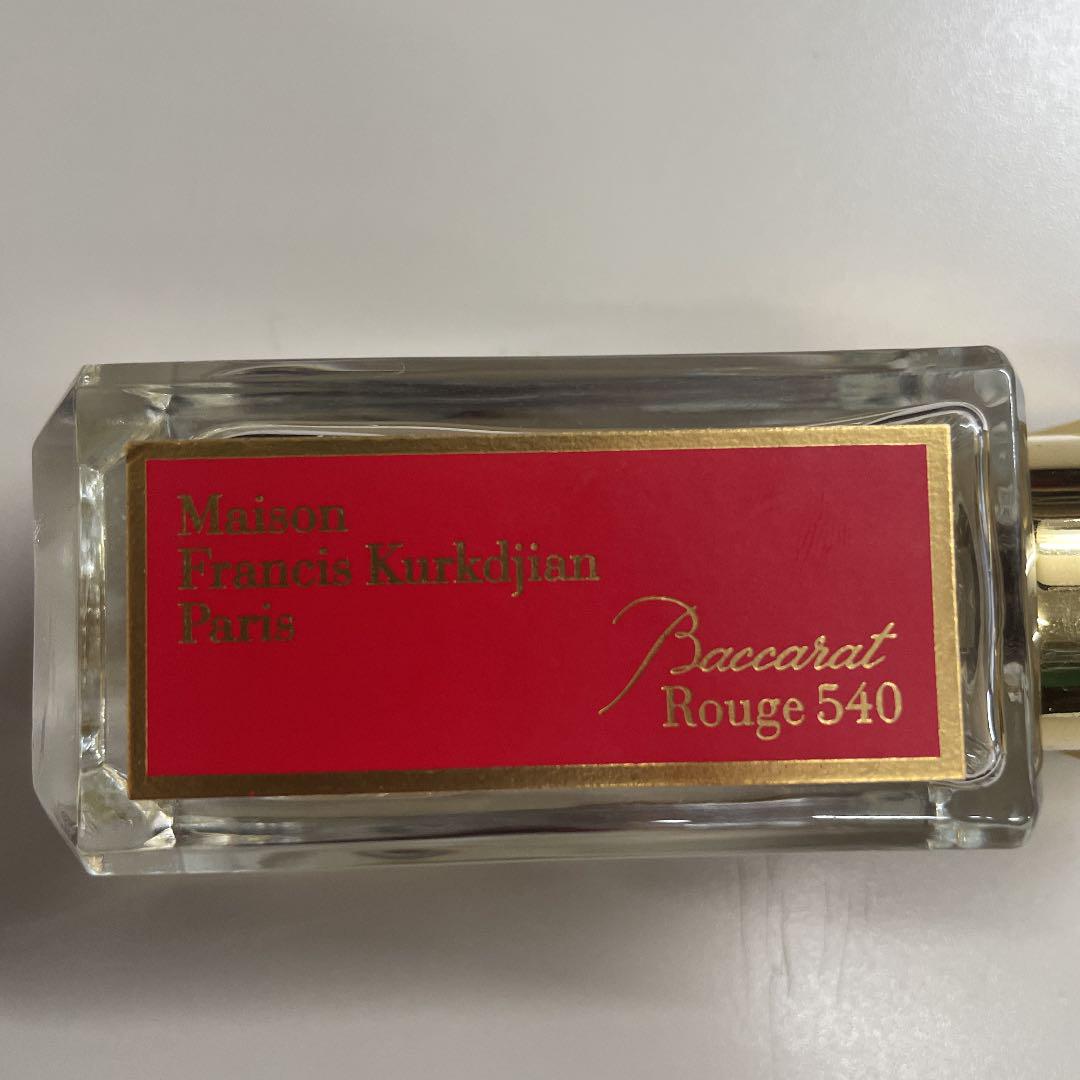 Maison
Francis Kurkdjian
Paris
Baccarat
Rouge 540